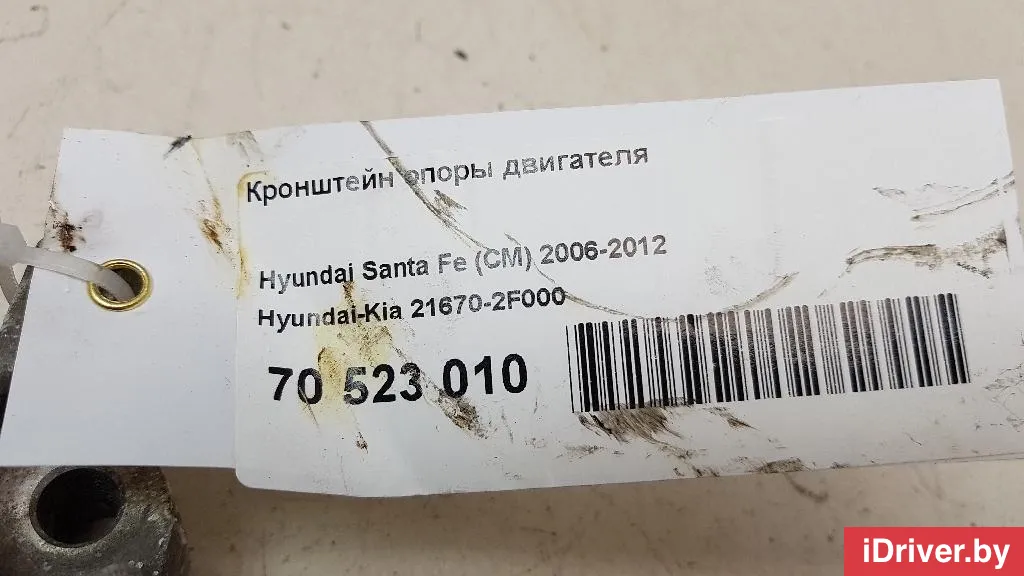 Кронштейн опоры двигателя
Hyundai Santa Fe (CM) 2006-2012
Hyundai-Kia 21670-2F000
70 523 010
iDriver.by